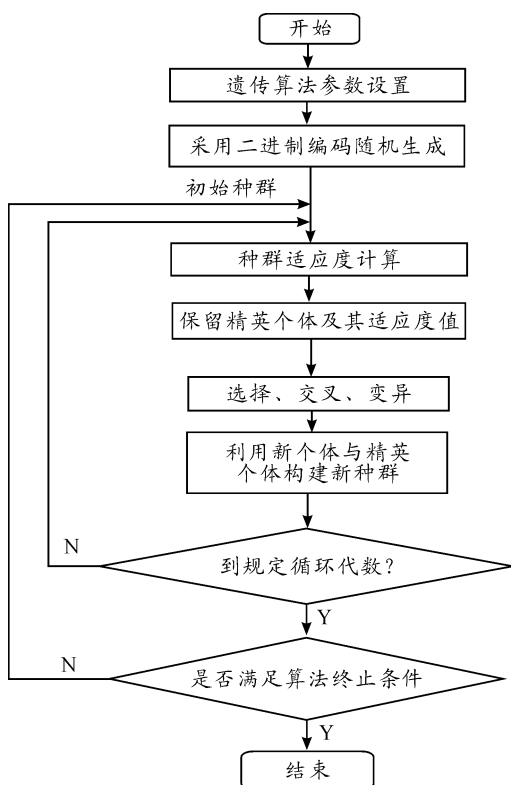 开始
遗传算法参数设置
采用二进制编码随机生成
初始种群
种群适应度计算
保留精英个体及其适应度值
选择、交叉、变异
利用新个体与精英
个体构建新种群
N
到规定循环代数?
Y
N
是否满足算法终止条件
Y
结束